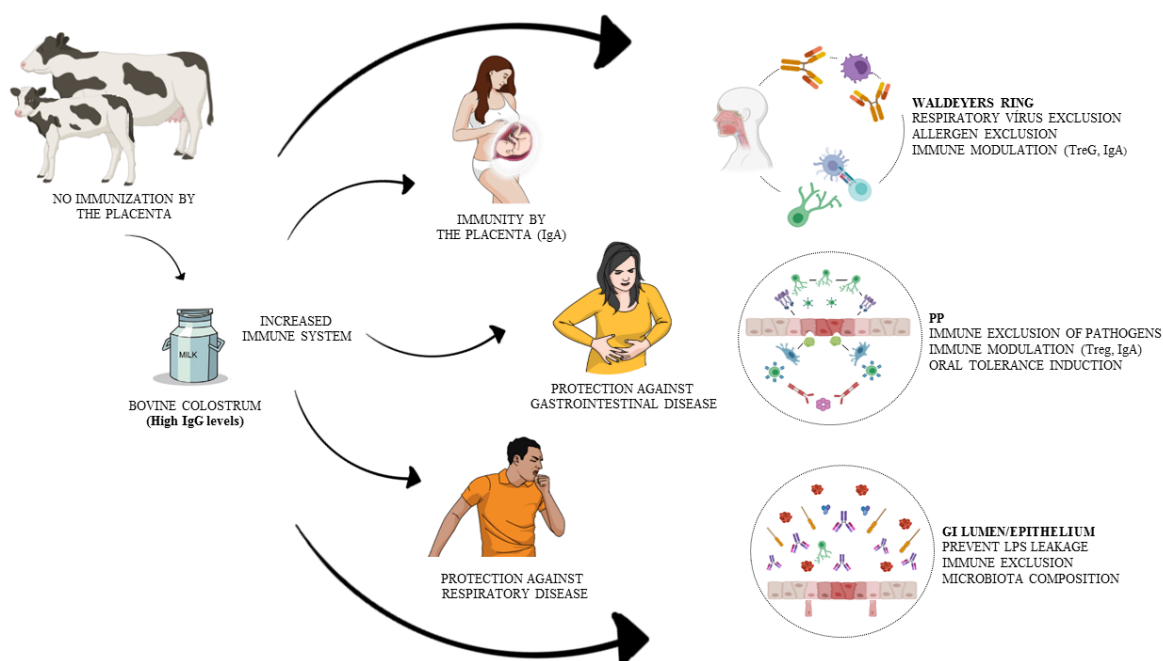 NO IMMUNIZATION BY
THE PLACENTA
MILK
BOVINE COLOSTRUM
(High IgG levels)
INCREASED
IMMUNE SYSTEM
IMMUNITY BY
THE PLACENTA (IgA)
PROTECTION AGAINST
GASTROINTESTINAL DISEASE
PROTECTION AGAINST
RESPIRATORY DISEASE
WALDEYERS RING
RESPIRATORY VÍRUS EXCLUSION
ALLERGEN EXCLUSION
IMMUNE MODULATION (TreG, IgA)
PP
IMMUNE EXCLUSION OF PATHOGENS
IMMUNE MODULATION (Treg, IgA)
ORAL TOLERANCE INDUCTION
GI LUMEN/EPITHELIUM
PREVENT LPS LEAKAGE
IMMUNE EXCLUSION
MICROBIOTA COMPOSITION